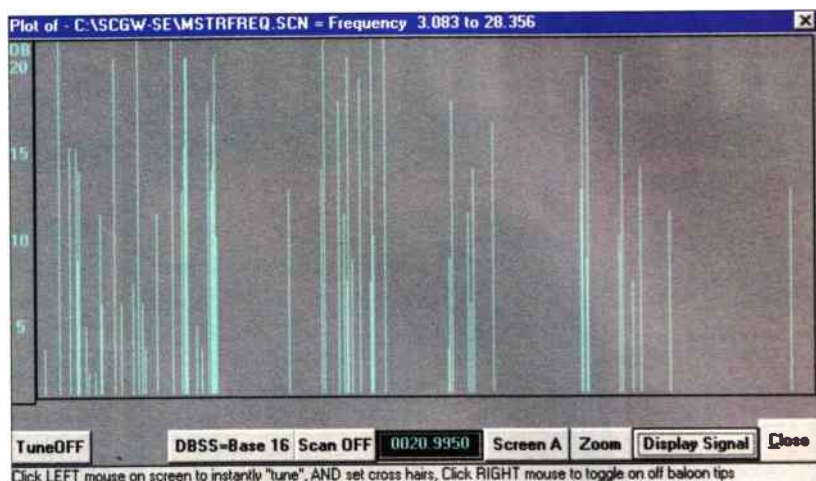 Plot of - C:\SCGW-SE\MSTRFREQ.SCN = Frequency 3.083 to 28.356
DB
20
15
10
5
TuneOFF DBSS=Base 16 Scan OFF 0020.9950 Screen A Zoom Display Signal Close
Click LEFT mouse on screen to instantly "tune", AND set cross hairs, Click RIGHT mouse to toggle on off baloon tips